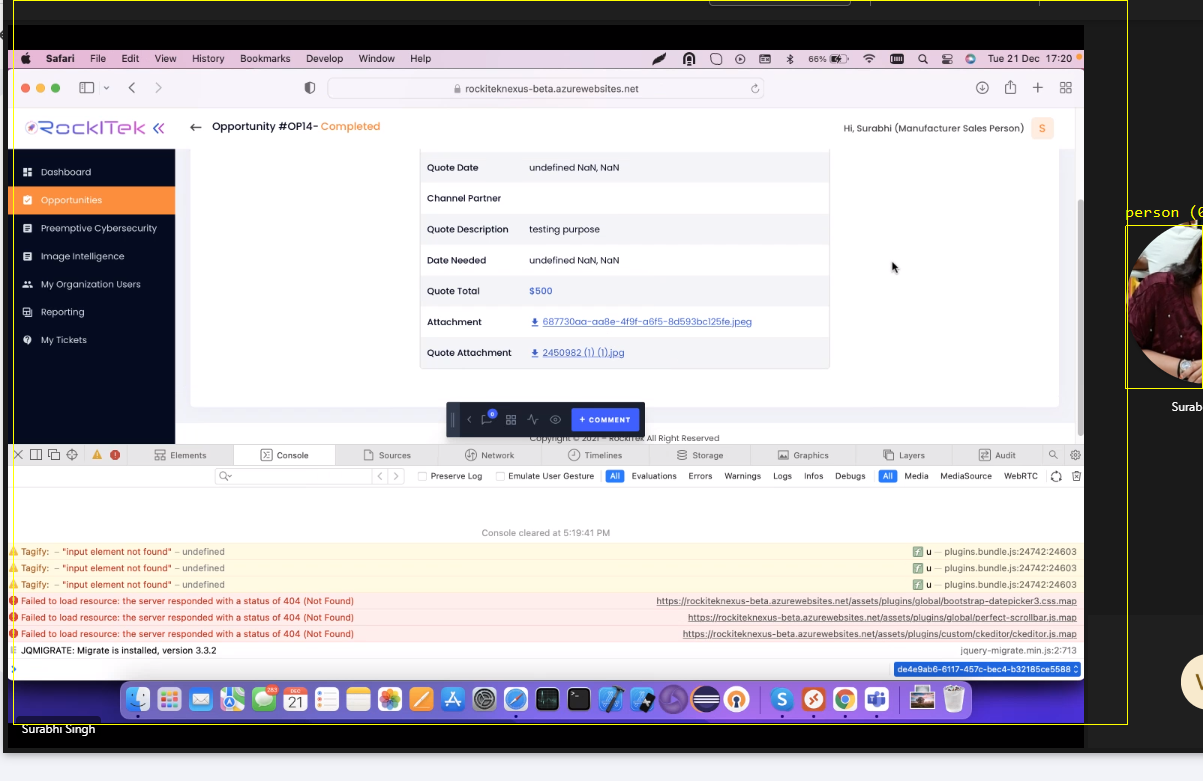 Safari File Edit View History Bookmarks Develop Window Help 66% Tue 21 Dec 17:20
rockiteknexus-beta.azurewebsites.net
ROCKITek « ← Opportunity #OP14- Completed Hi, Surabhi (Manufacturer Sales Person) S
Dashboard
Opportunities
Preemptive Cybersecurity
Image Intelligence
My Organization Users
Reporting
My Tickets
Quote Date undefined NaN, NaN
Channel Partner
Quote Description testing purpose
Date Needed undefined NaN, NaN
Quote Total $500
Attachment 687730aa-aa8e-4f9f-a6f5-8d593bc125fe.jpeg
Quote Attachment 2450982 (1) (1).jpg
0 + COMMENT
Copyright © 2021 - RockITek All Right Reserved
person (0
Surab
Elements Console Sources Network Timelines Storage Graphics Layers Audit
Preserve Log Emulate User Gesture All Evaluations Errors Warnings Logs Infos Debugs All Media MediaSource WebRTC
Console cleared at 5:19:41 PM
Tagify: – "input element not found" – undefined f u — plugins.bundle.js:24742:24603
Tagify: – "input element not found" – undefined f u — plugins.bundle.js:24742:24603
Tagify: – "input element not found" – undefined f u — plugins.bundle.js:24742:24603
Failed to load resource: the server responded with a status of 404 (Not Found) https://rockiteknexus-beta.azurewebsites.net/assets/plugins/global/bootstrap-datepicker3.css.map
Failed to load resource: the server responded with a status of 404 (Not Found) https://rockiteknexus-beta.azurewebsites.net/assets/plugins/global/perfect-scrollbar.js.map
Failed to load resource: the server responded with a status of 404 (Not Found) https://rockiteknexus-beta.azurewebsites.net/assets/plugins/custom/ckeditor/ckeditor.js.map
JQMIGRATE: Migrate is installed, version 3.3.2 jquery-migrate.min.js:2:713
de4e9ab6-6117-457c-bec4-b32185ce5588
DEC
21
Surabhi Singh